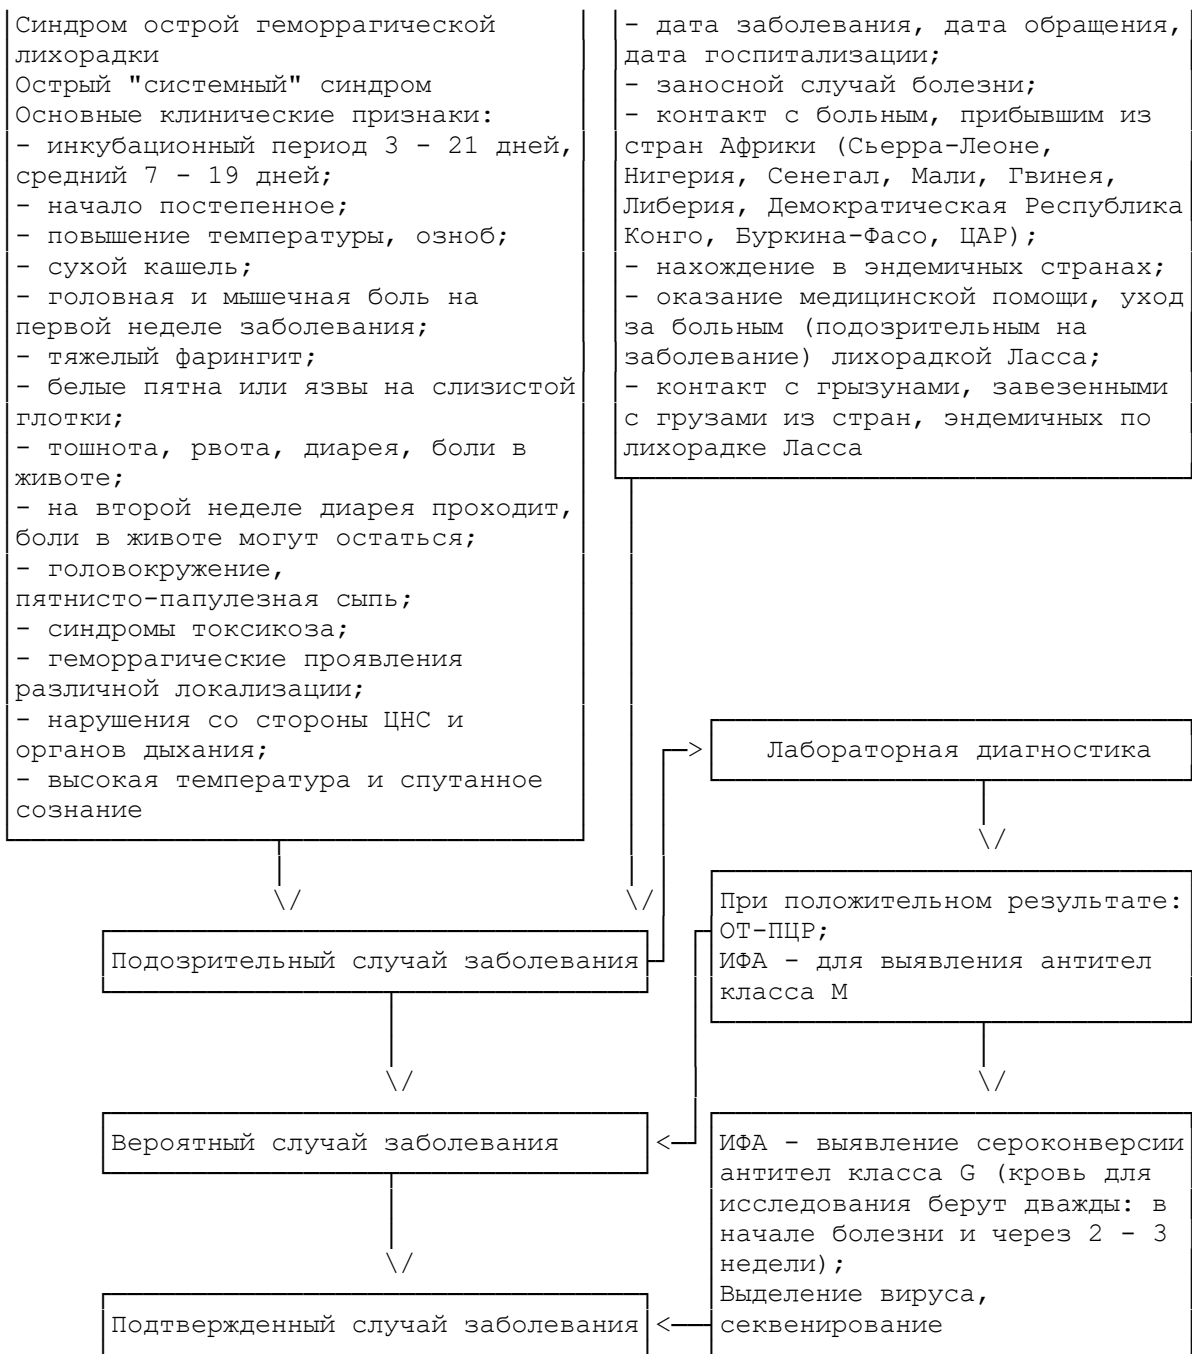 Синдром острой геморрагической
лихорадки
Острый "системный" синдром
Основные клинические признаки:
- инкубационный период 3 - 21 дней,
средний 7 - 19 дней;
- начало постепенное;
- повышение температуры, озноб;
- сухой кашель;
- головная и мышечная боль на
первой неделе заболевания;
- тяжелый фарингит;
- белые пятна или язвы на слизистой
глотки;
- тошнота, рвота, диарея, боли в
животе;
- на второй неделе диарея проходит,
боли в животе могут остаться;
- головокружение,
пятнисто-папулезная сыпь;
- синдромы токсикоза;
- геморрагические проявления
различной локализации;
- нарушения со стороны ЦНС и
органов дыхания;
- высокая температура и спутанное
сознание
- дата заболевания, дата обращения,
дата госпитализации;
- заносной случай болезни;
- контакт с больным, прибывшим из
стран Африки (Сьерра-Леоне,
Нигерия, Сенегал, Мали, Гвинея,
Либерия, Демократическая Республика
Конго, Буркина-Фасо, ЦАР);
- нахождение в эндемичных странах;
- оказание медицинской помощи, уход
за больным (подозрительным на
заболевание) лихорадкой Ласса;
- контакт с грызунами, завезенными
с грузами из стран, эндемичных по
лихорадке Ласса
Лабораторная диагностика
При положительном результате:
ОТ-ПЦР;
ИФА - для выявления антител
класса M
Подозрительный случай заболевания
Вероятный случай заболевания
ИФА - выявление сероконверсии
антител класса G (кровь для
исследования берут дважды: в
начале болезни и через 2 - 3
недели);
Выделение вируса,
секвенирование
Подтвержденный случай заболевания